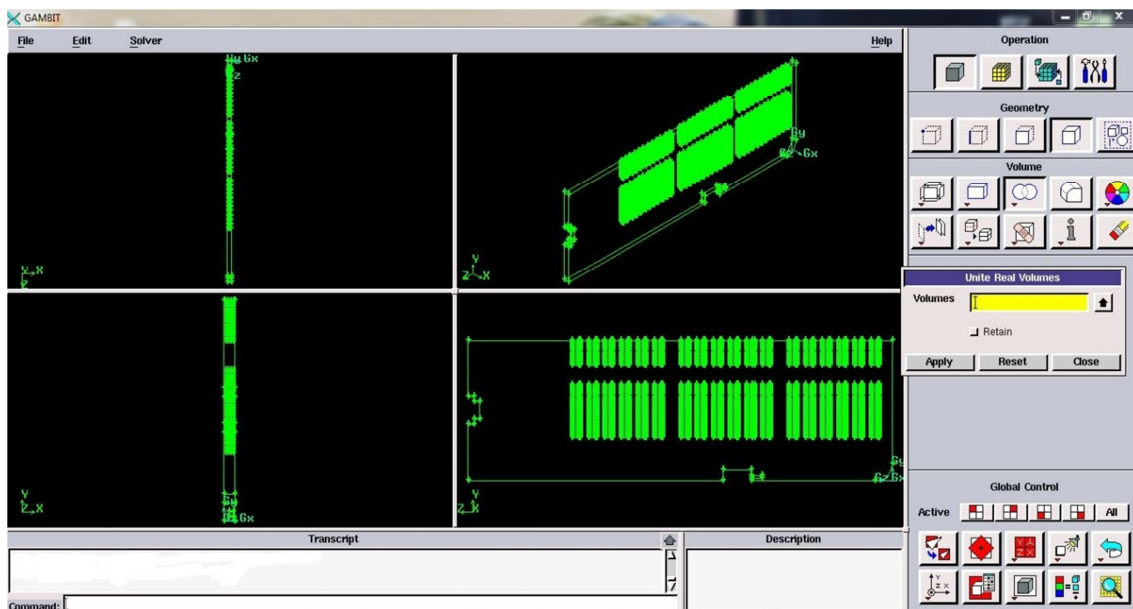 GAMBIT
File Edit Solver Help
Operation
Geometry
Volume
Unite Real Volumes
Volumes
Retain
Apply Reset Close
Global Control
Active All
Transcript Description
Command: